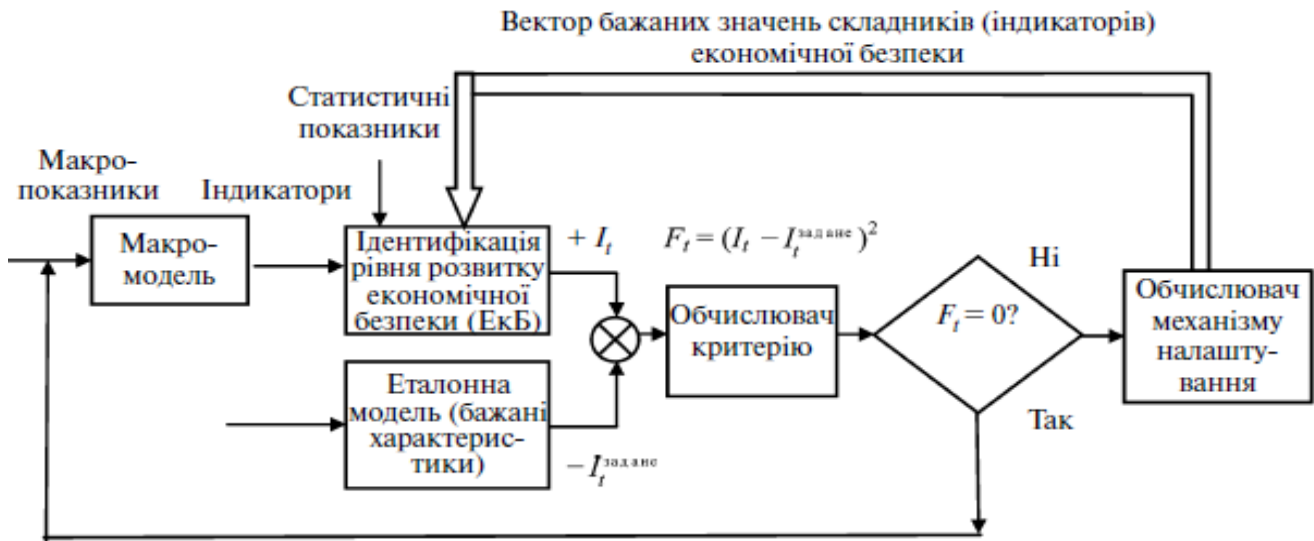 Вектор бажаних значень складників (індикаторів)
економічної безпеки
Статистичні
показники
Макро-
показники
Індикатори
Макро-
модель
Ідентифікація
рівня розвитку
економічної
безпеки (ЕкБ)
+ I_t
F_t = (I_t − I_t^задане)^2
Обчислювач
критерію
F_t = 0?
Ні
Так
Обчислювач
механізму
налашту-
вання
Еталонна
модель (бажані
характерис-
тики)
− I_t^задане